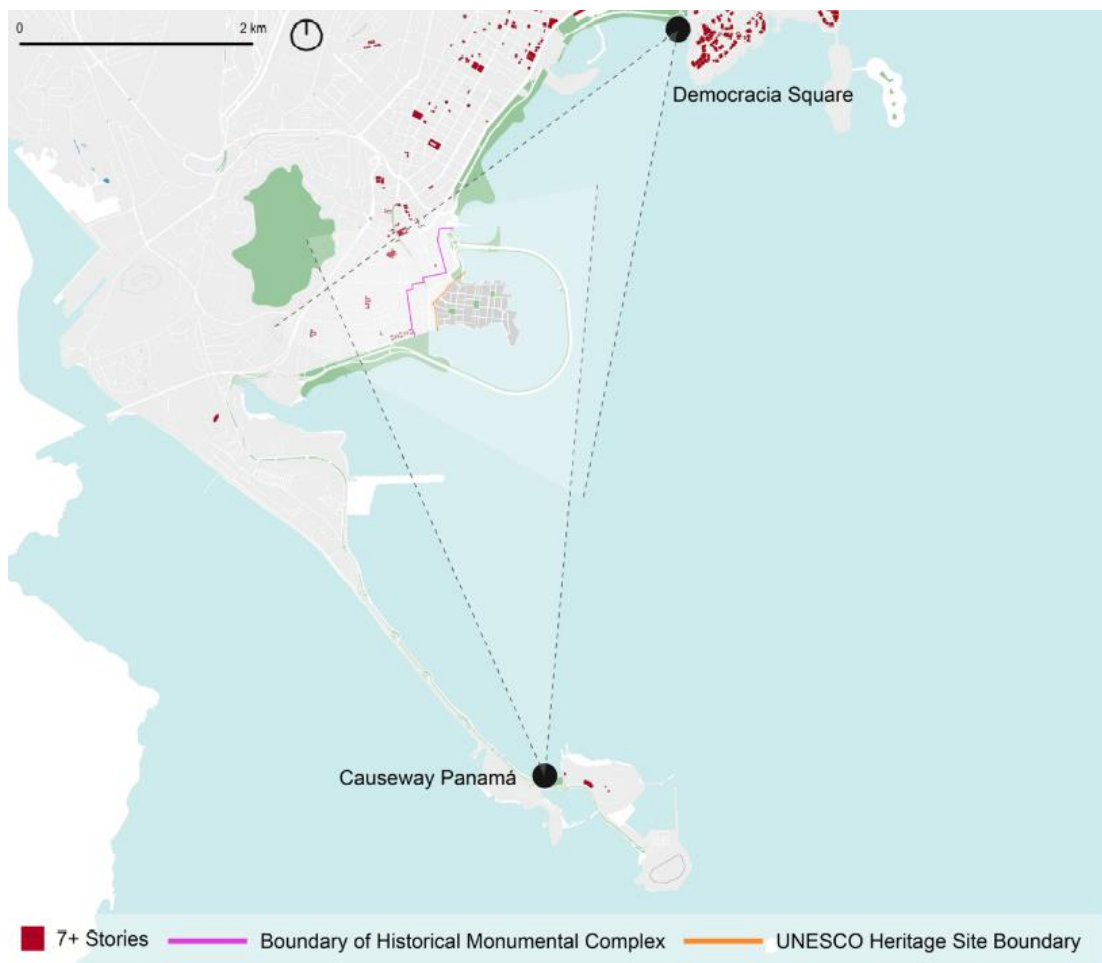 0 2 km
Democracia Square
Causeway Panamá
7+ Stories Boundary of Historical Monumental Complex UNESCO Heritage Site Boundary